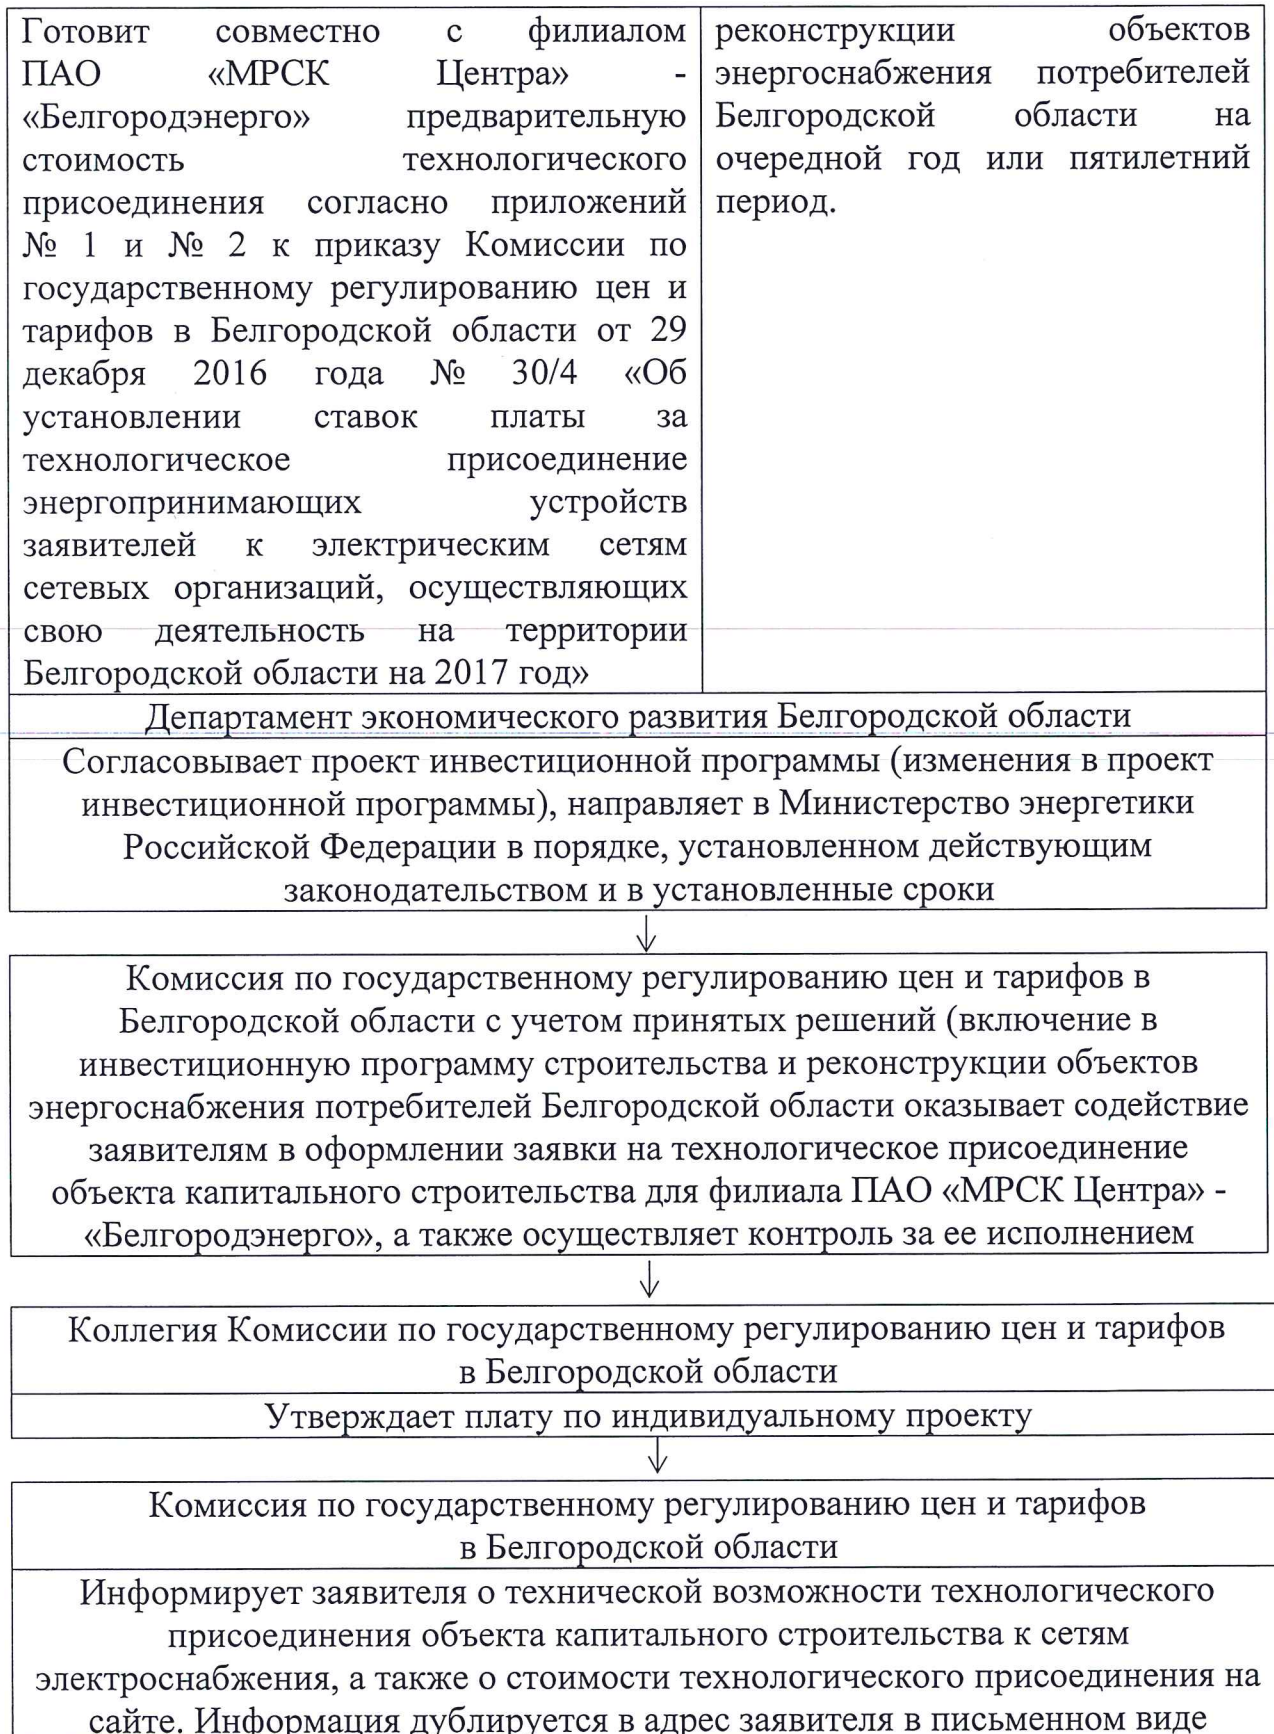 Готовит совместно с филиалом
ПАО «МРСК Центра» -
«Белгородэнерго» предварительную
стоимость технологического
присоединения согласно приложений
№ 1 и № 2 к приказу Комиссии по
государственному регулированию цен и
тарифов в Белгородской области от 29
декабря 2016 года № 30/4 «Об
установлении ставок платы за
технологическое присоединение
энергопринимающих устройств
заявителей к электрическим сетям
сетевых организаций, осуществляющих
свою деятельность на территории
Белгородской области на 2017 год»
реконструкции объектов
энергоснабжения потребителей
Белгородской области на
очередной год или пятилетний
период.
Департамент экономического развития Белгородской области
Согласовывает проект инвестиционной программы (изменения в проект
инвестиционной программы), направляет в Министерство энергетики
Российской Федерации в порядке, установленном действующим
законодательством и в установленные сроки
Комиссия по государственному регулированию цен и тарифов в
Белгородской области с учетом принятых решений (включение в
инвестиционную программу строительства и реконструкции объектов
энергоснабжения потребителей Белгородской области оказывает содействие
заявителям в оформлении заявки на технологическое присоединение
объекта капитального строительства для филиала ПАО «МРСК Центра» -
«Белгородэнерго», а также осуществляет контроль за ее исполнением
Коллегия Комиссии по государственному регулированию цен и тарифов
в Белгородской области
Утверждает плату по индивидуальному проекту
Комиссия по государственному регулированию цен и тарифов
в Белгородской области
Информирует заявителя о технической возможности технологического
присоединения объекта капитального строительства к сетям
электроснабжения, а также о стоимости технологического присоединения на
сайте. Информация дублируется в адрес заявителя в письменном виде